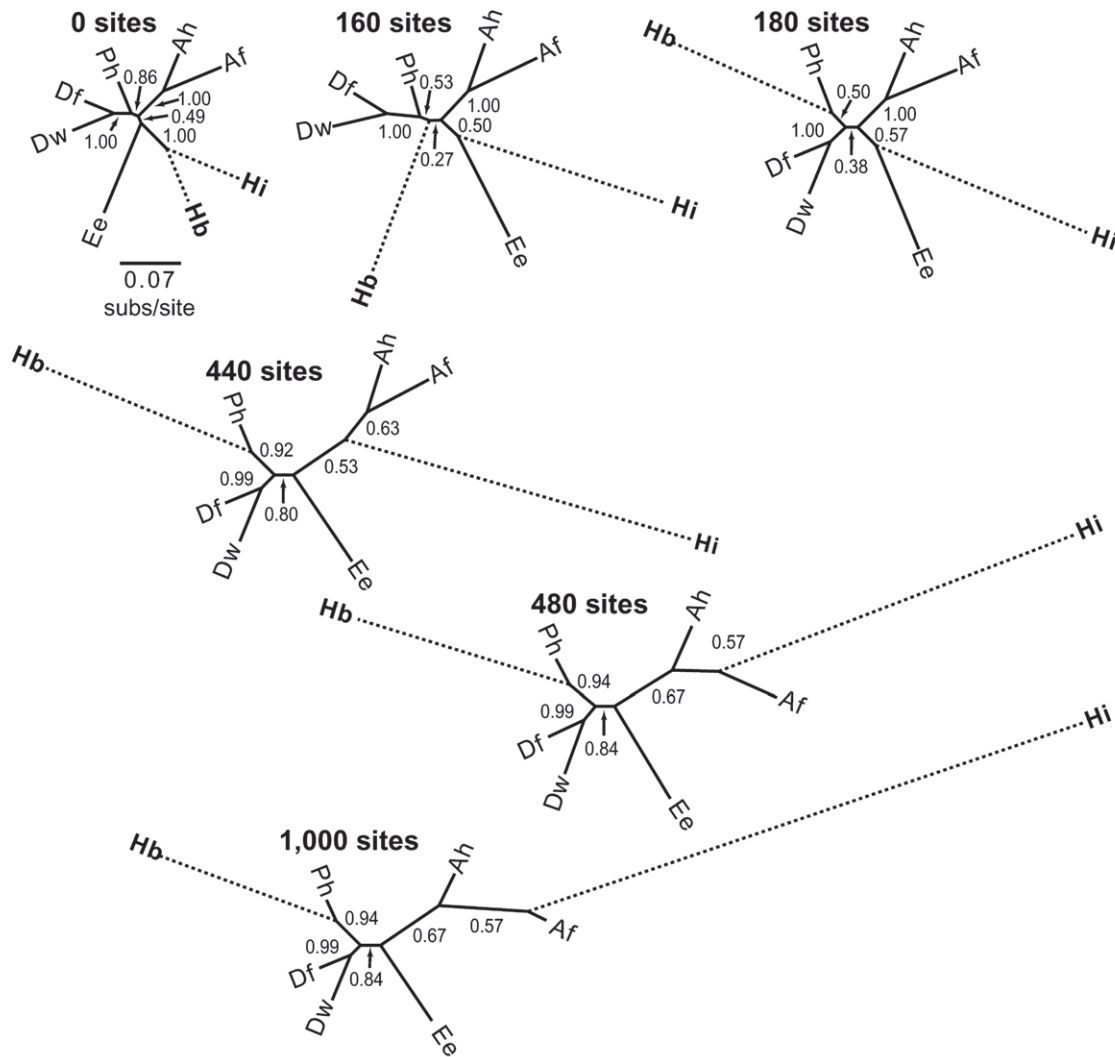 0 sites
Ph
Ah
Af
0.86
Df
1.00
0.49
Dw
1.00
1.00
Hi
Hb
Ee
0.07
subs/site
160 sites
Ah
Af
Ph
0.53
Df
Dw
1.00
1.00
0.50
0.27
Hi
Ee
Hb
180 sites
Hb
Ah
Ph
Af
0.50
1.00
1.00
0.57
Df
0.38
Dw
Hi
Ee
Hb
440 sites
Ah
Af
Ph
0.92
0.63
0.53
0.99
Df
0.80
Dw
Ee
Hi
480 sites
Hi
Hb
Ah
Ph
0.57
0.94
0.67
Af
0.99
Df
0.84
Dw
Ee
1,000 sites
Hi
Hb
Ah
Ph
0.94
0.67
0.57
Af
0.99
Df
0.84
Dw
Ee